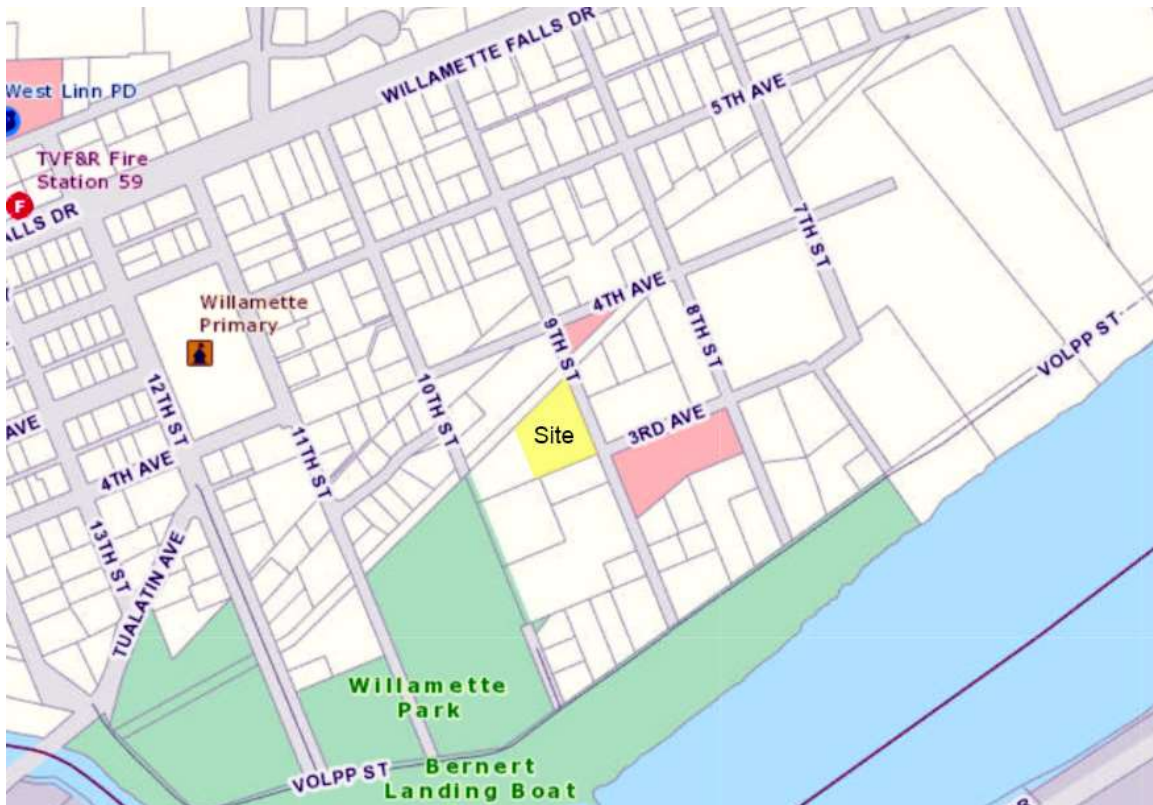 WILLAMETTE FALLS DR
West Linn PD
5TH AVE
TVF&R Fire
Station 59
F
ALLS DR
7TH ST
Willamette
Primary
4TH AVE
8TH ST
9TH ST
VOLPP ST
12TH ST
10TH ST
AVE
3RD AVE
Site
11TH ST
4TH AVE
13TH ST
TUALATIN AVE
Willamette
Park
VOLPP ST
Bernert
Landing Boat